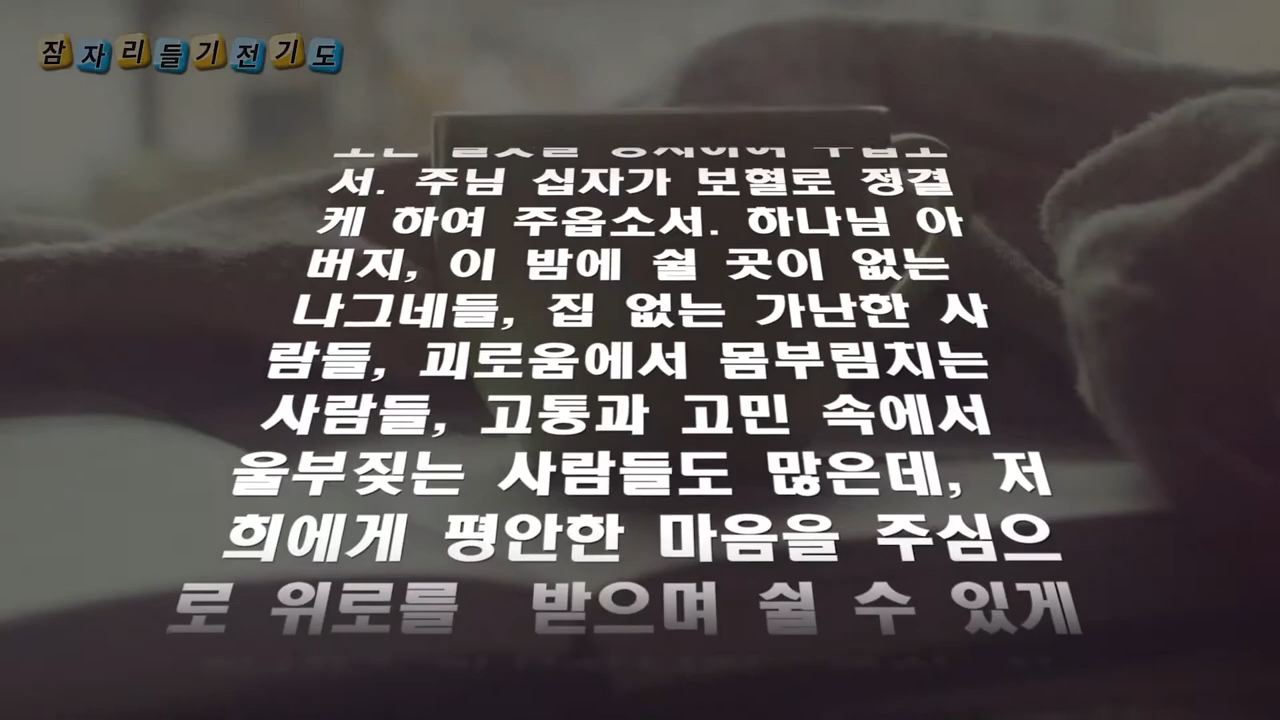 잠자리들기전기도
서. 주님 십자가 보혈로 정결
케 하여 주옵소서. 하나님 아
버지, 이 밤에 쉴 곳이 없는
나그네들, 집 없는 가난한 사
람들, 괴로움에서 몸부림치는
사람들, 고통과 고민 속에서
울부짖는 사람들도 많은데, 저
희에게 평안한 마음을 주심으
로 위로를 받으며 쉴 수 있게